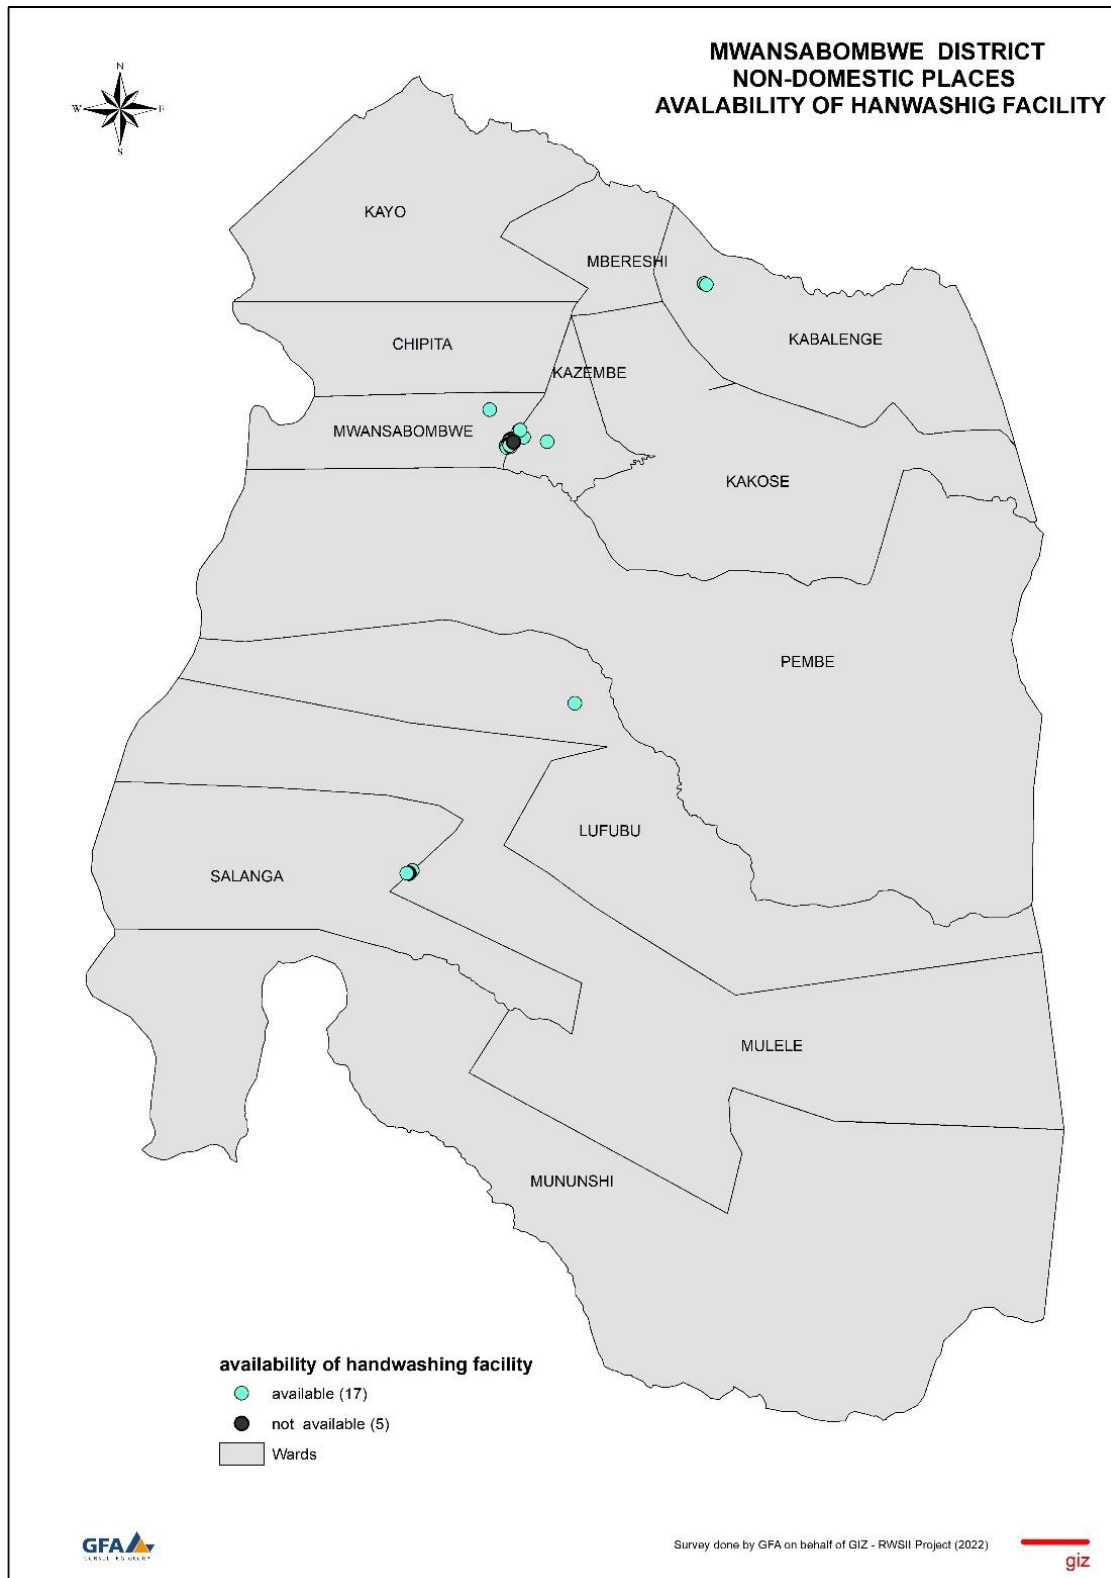 MWANSABOMBWE DISTRICT
NON-DOMESTIC PLACES
AVALABILITY OF HANWASHIG FACILITY
N
W
E
S
KAYO
MBERESHI
KABALENGE
CHIPITA
KAZEMBE
MWANSABOMBWE
KAKOSE
PEMBE
LUFUBU
SALANGA
MULELE
MUNUNSHI
availability of handwashing facility
available (17)
not available (5)
Wards
GFA
CONSULTING GROUP
Survey done by GFA on behalf of GIZ - RWSII Project (2022)
giz